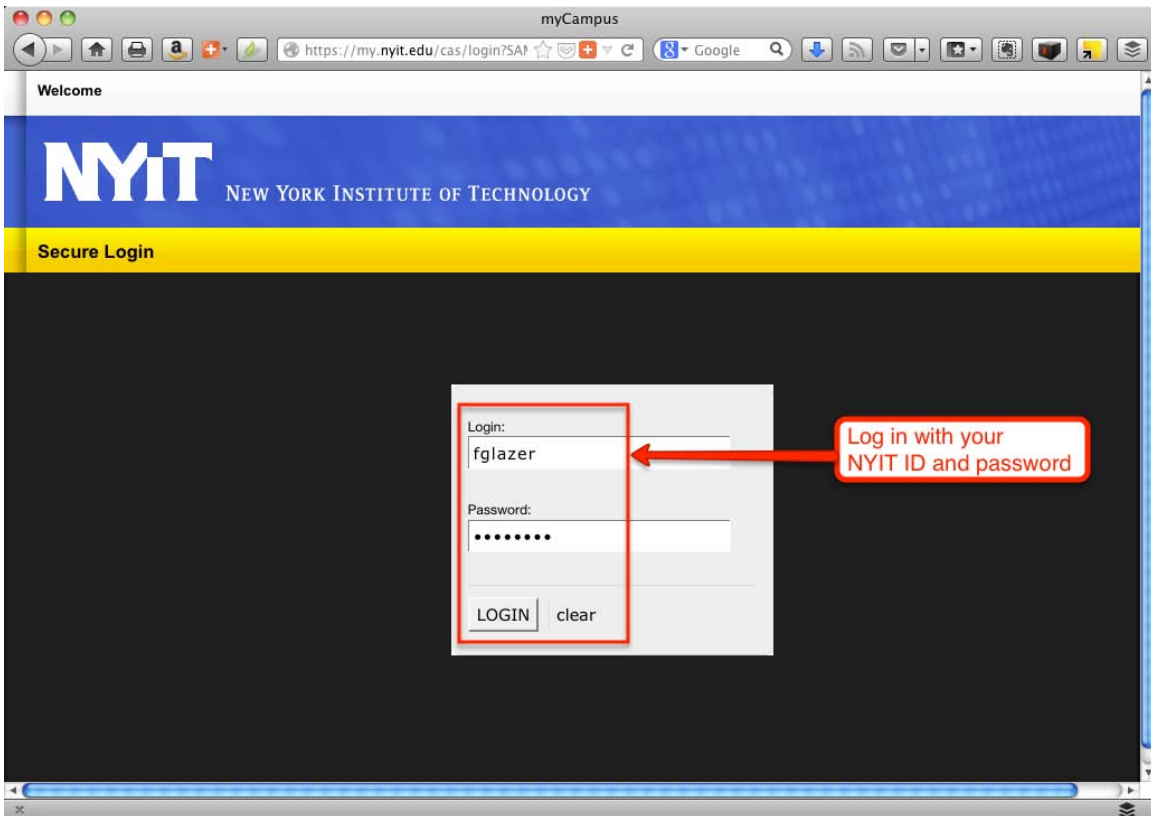 myCampus
https://my.nyit.edu/cas/login?SAM
Google
Welcome
NYIT NEW YORK INSTITUTE OF TECHNOLOGY
Secure Login
Login:
fglazer
Log in with your
NYIT ID and password
Password:
••••••••
LOGIN clear